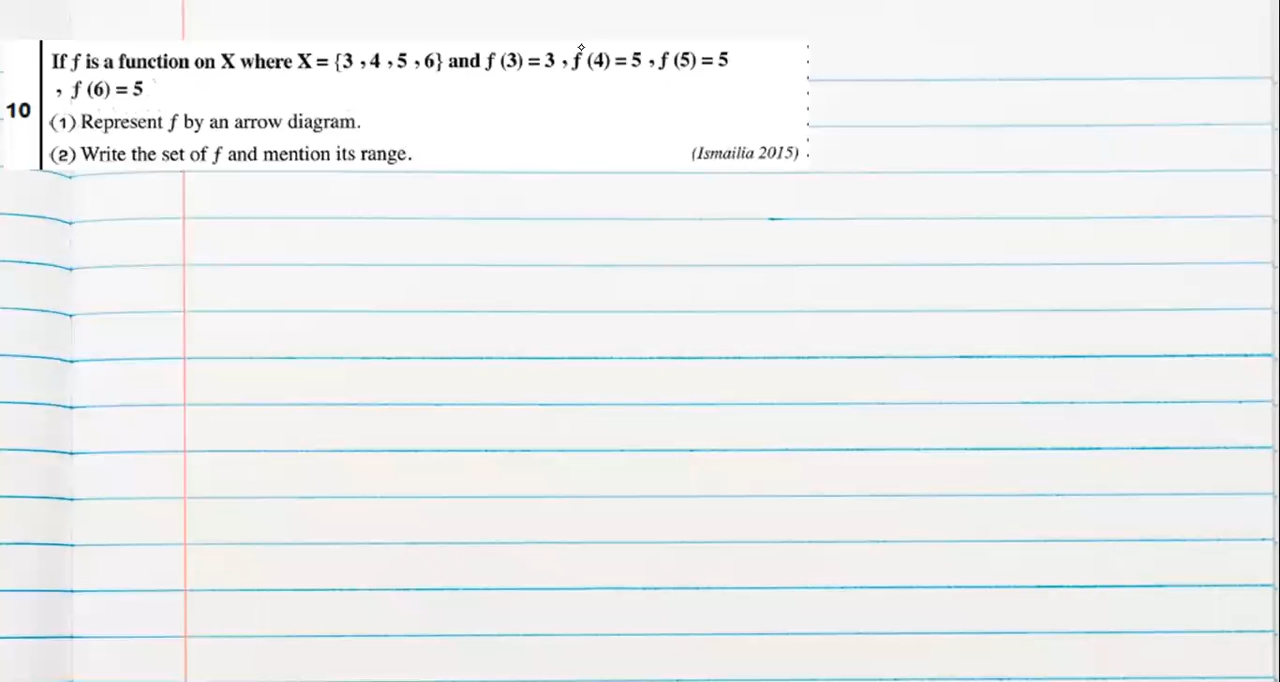 If f is a function on X where X = {3 , 4 , 5 , 6} and f (3) = 3 , f (4) = 5 , f (5) = 5
, f (6) = 5
10
(1) Represent f by an arrow diagram.
(2) Write the set of f and mention its range. (Ismailia 2015)